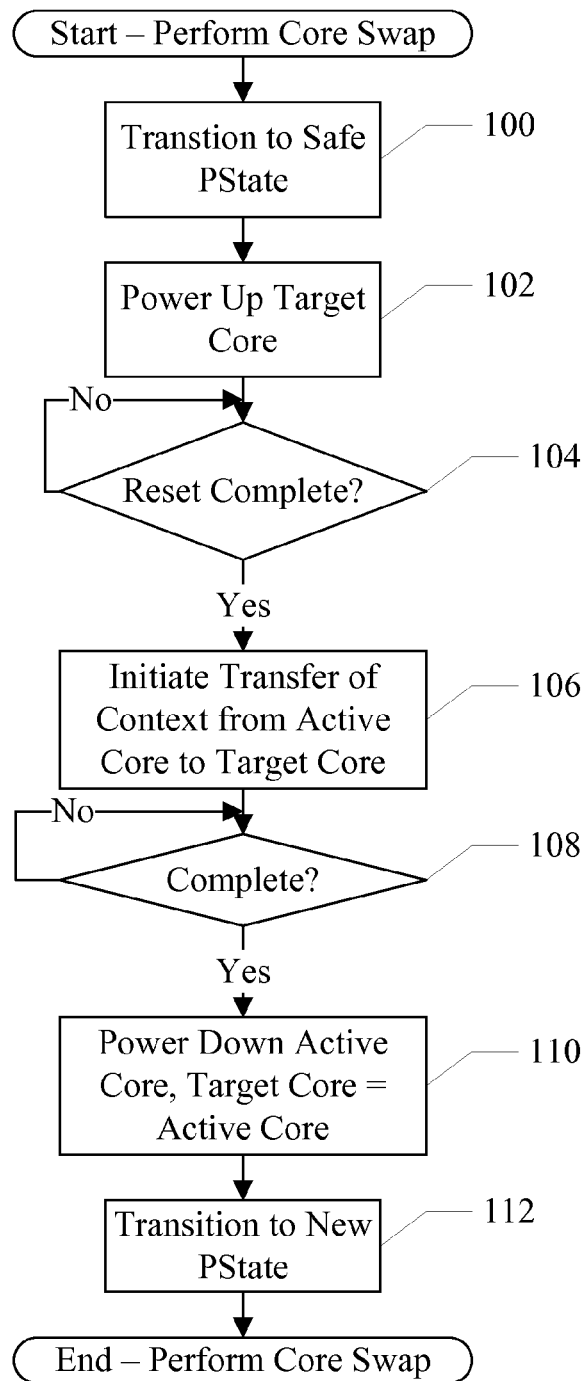 Start – Perform Core Swap
Transtion to Safe
PState
100
Power Up Target
Core
102
No
Reset Complete?
104
Yes
Initiate Transfer of
Context from Active
Core to Target Core
106
No
Complete?
108
Yes
Power Down Active
Core, Target Core =
Active Core
110
Transition to New
PState
112
End – Perform Core Swap